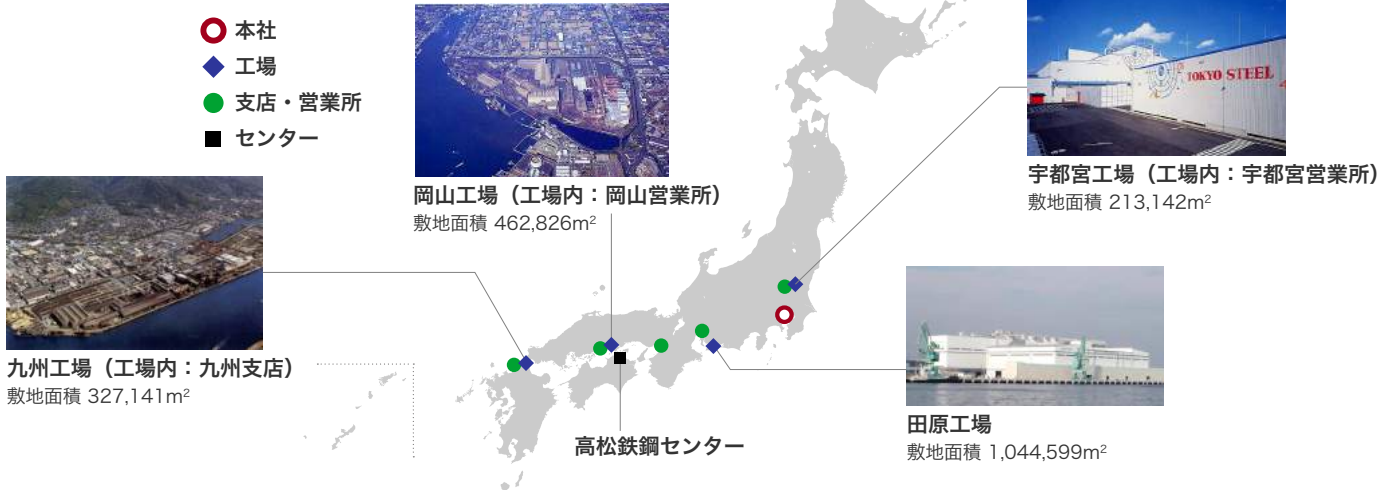 本社
工場
支店・営業所
センター
岡山工場（工場内：岡山営業所）
敷地面積 462,826m²
TOKYO STEEL
宇都宮工場（工場内：宇都宮営業所）
敷地面積 213,142m²
九州工場（工場内：九州支店）
敷地面積 327,141m²
高松鉄鋼センター
田原工場
敷地面積 1,044,599m²